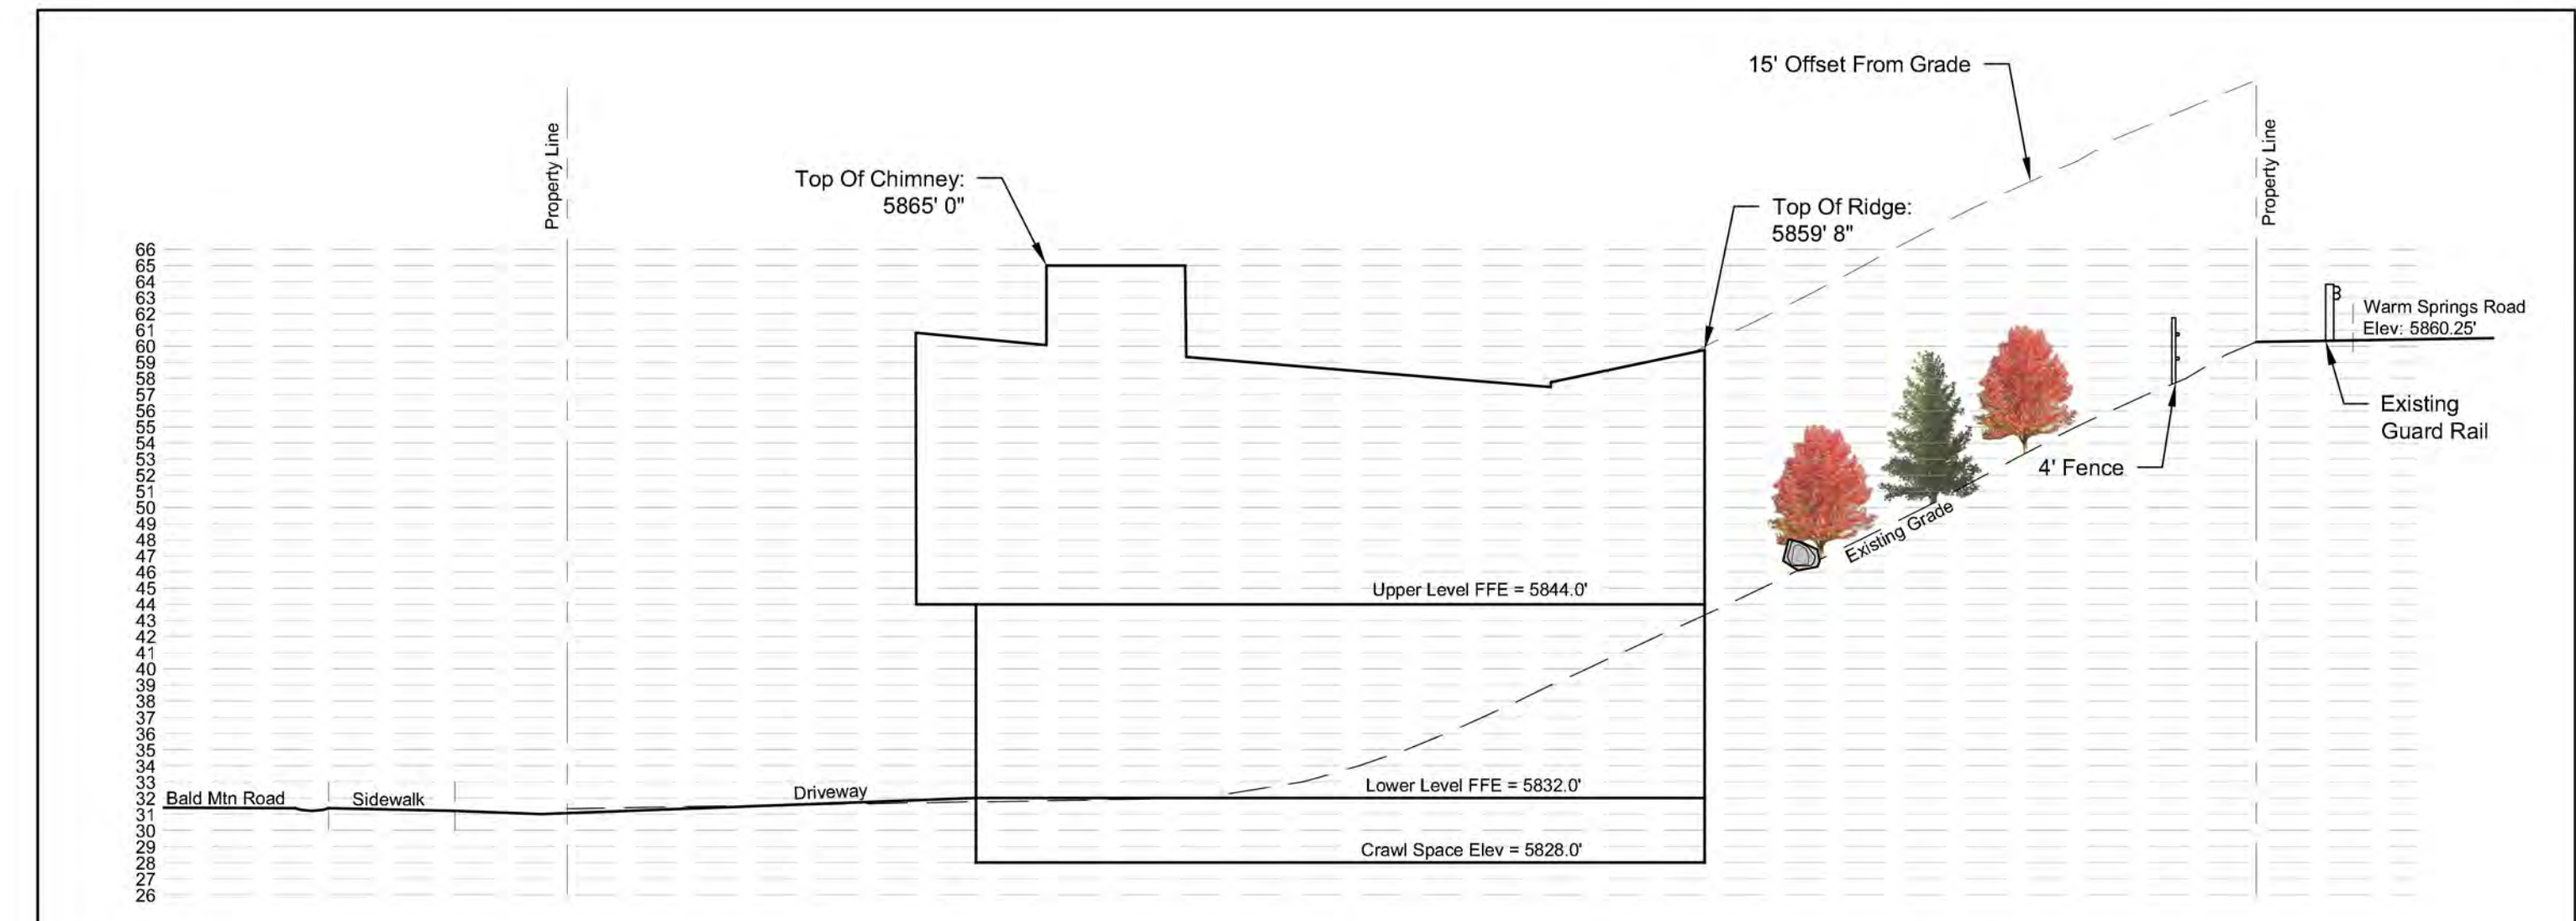 15' Offset From Grade
Property Line
Property Line
Top Of Chimney:
5865' 0"
Top Of Ridge:
5859' 8"
66
65
64
63
62
61
60
59
58
57
56
55
54
53
52
51
50
49
48
47
46
45
44
43
42
41
40
39
38
37
36
35
34
33
32
31
30
29
28
27
26
Warm Springs Road
Elev: 5860.25'
Existing
Guard Rail
4' Fence
Existing Grade
Upper Level FFE = 5844.0'
Lower Level FFE = 5832.0'
Driveway
Bald Mtn Road
Sidewalk
Crawl Space Elev = 5828.0'